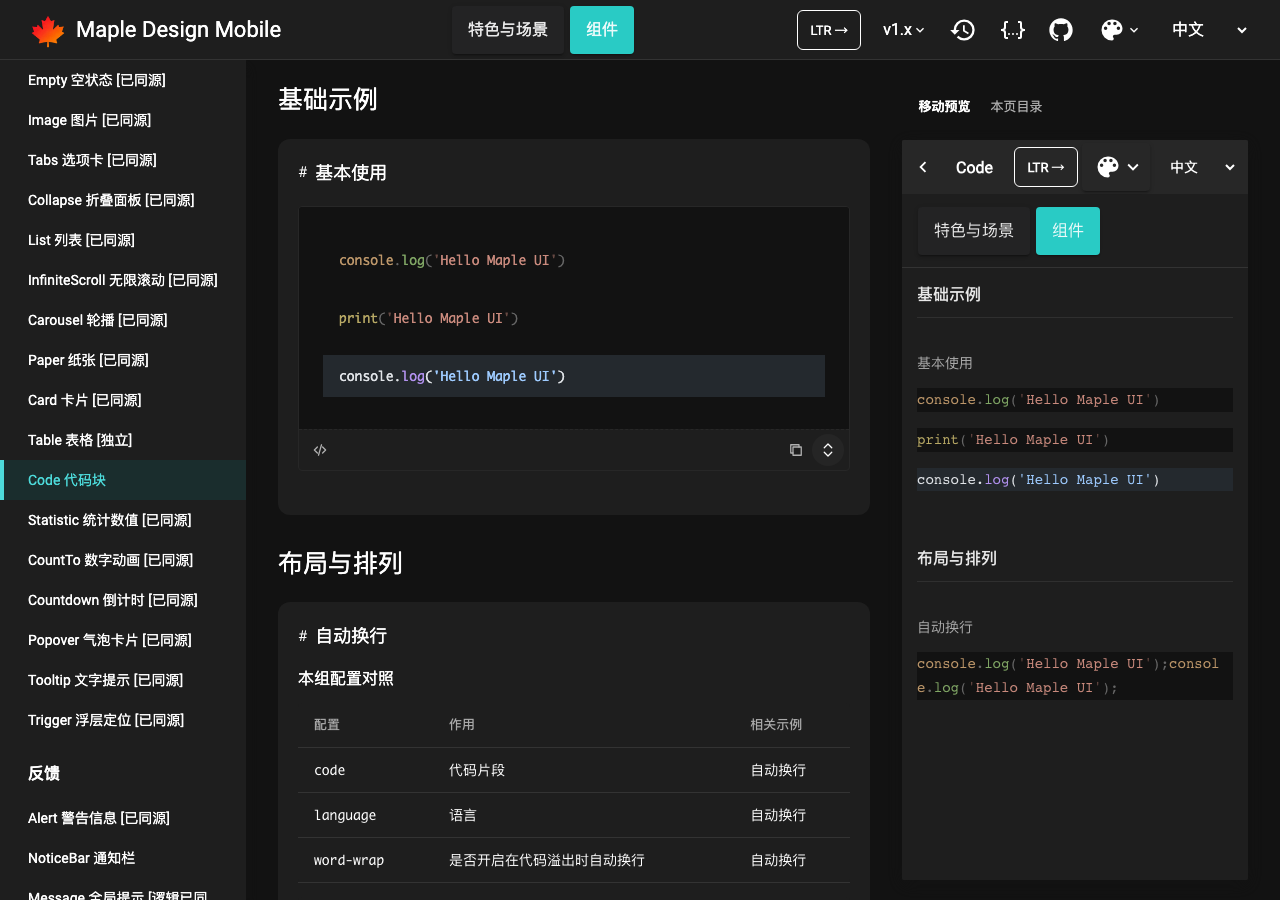 Maple Design Mobile
特色与场景
组件
LTR→
v1.x
{...}
中文
Empty 空状态 [已同源]
Image 图片 [已同源]
Tabs 选项卡 [已同源]
Collapse 折叠面板 [已同源]
List 列表 [已同源]
InfiniteScroll 无限滚动 [已同源]
Carousel 轮播 [已同源]
Paper 纸张 [已同源]
Card 卡片 [已同源]
Table 表格 [独立]
Code 代码块
Statistic 统计数值 [已同源]
CountTo 数字动画 [已同源]
Countdown 倒计时 [已同源]
Popover 气泡卡片 [已同源]
Tooltip 文字提示 [已同源]
Trigger 浮层定位 [已同源]
反馈
Alert 警告信息 [已同源]
NoticeBar 通知栏
Message 全局提示 [逻辑已同
基础示例
# 基本使用
console.log('Hello Maple UI')
print('Hello Maple UI')
console.log('Hello Maple UI')
布局与排列
# 自动换行
本组配置对照
配置 作用 相关示例
code 代码片段 自动换行
language 语言 自动换行
word-wrap 是否开启在代码溢出时自动换行 自动换行
移动预览 本页目录
Code
LTR→
中文
特色与场景
组件
基础示例
基本使用
console.log('Hello Maple UI')
print('Hello Maple UI')
console.log('Hello Maple UI')
布局与排列
自动换行
console.log('Hello Maple UI');consol
e.log('Hello Maple UI');